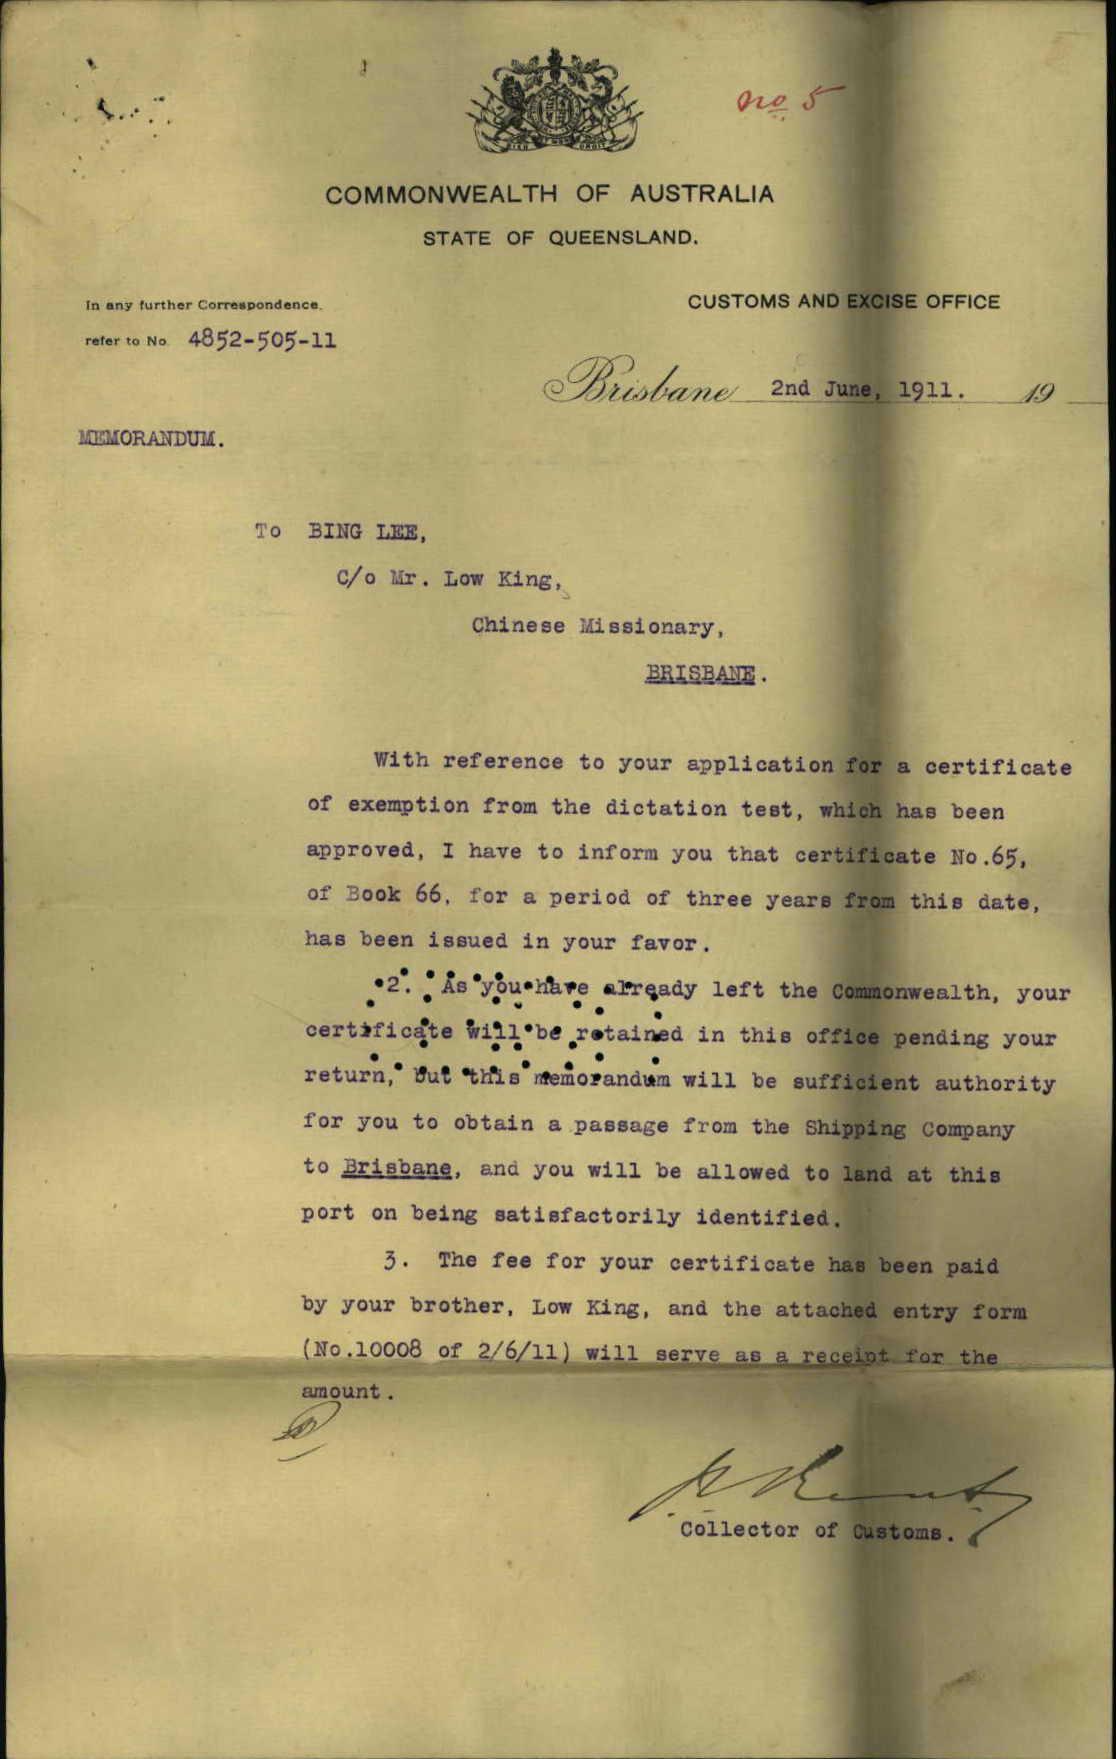 no 5
COMMONWEALTH OF AUSTRALIA
STATE OF QUEENSLAND.
In any further Correspondence.
refer to No. 4852-505-11
CUSTOMS AND EXCISE OFFICE
Brisbane 2nd June, 1911. 19
MEMORANDUM.
To BING LEE,
C/o Mr. Low King,
Chinese Missionary,
BRISBANE.
With reference to your application for a certificate
of exemption from the dictation test, which has been
approved, I have to inform you that certificate No.65,
of Book 66, for a period of three years from this date,
has been issued in your favor.
2. As you have already left the Commonwealth, your
certificate will be retained in this office pending your
return, but this memorandum will be sufficient authority
for you to obtain a passage from the Shipping Company
to Brisbane, and you will be allowed to land at this
port on being satisfactorily identified.
3. The fee for your certificate has been paid
by your brother, Low King, and the attached entry form
(No.10008 of 2/6/11) will serve as a receipt for the
amount.
Collector of Customs.